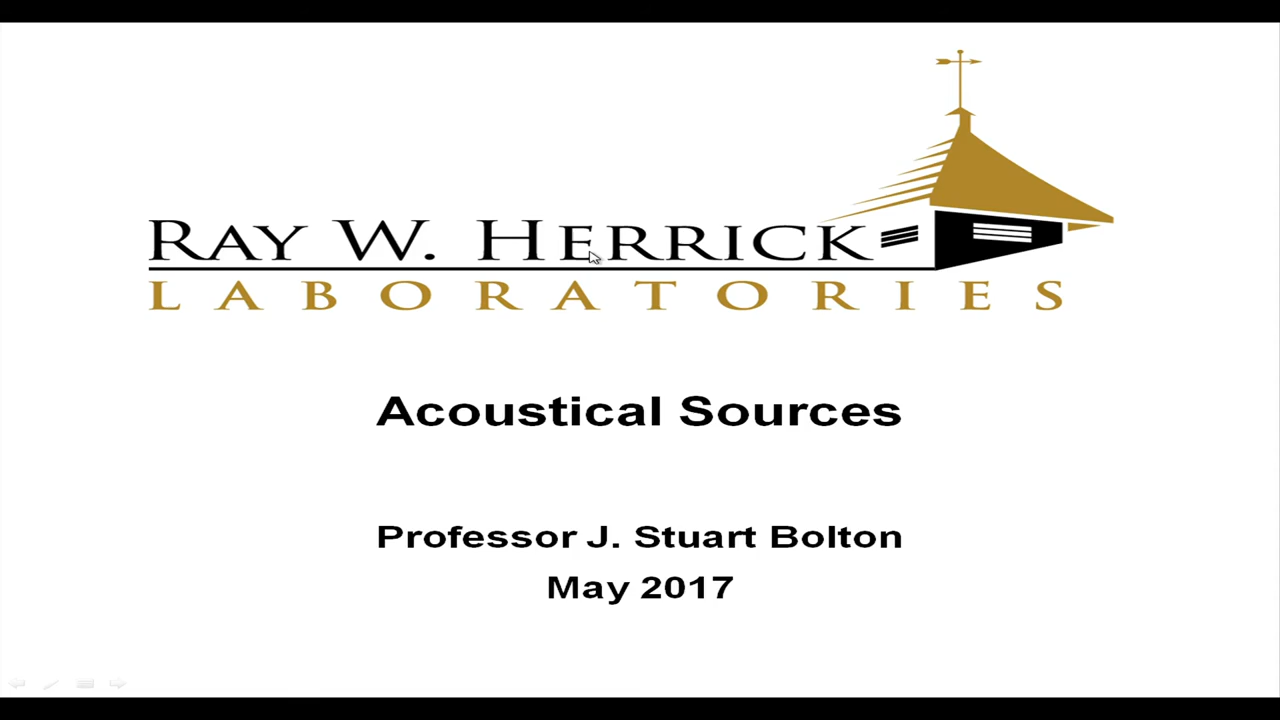 RAY W. HERRICK
LABORATORIES
Acoustical Sources
Professor J. Stuart Bolton
May 2017